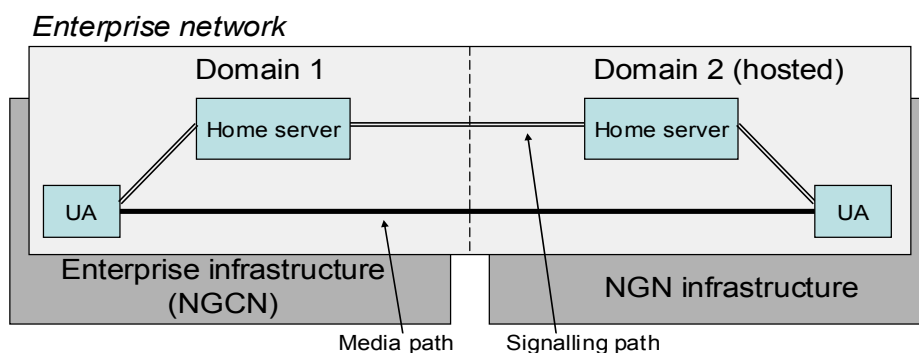 Enterprise network
Domain 1
Domain 2 (hosted)
Home server
Home server
UA
UA
Enterprise infrastructure
(NGCN)
NGN infrastructure
Media path
Signalling path